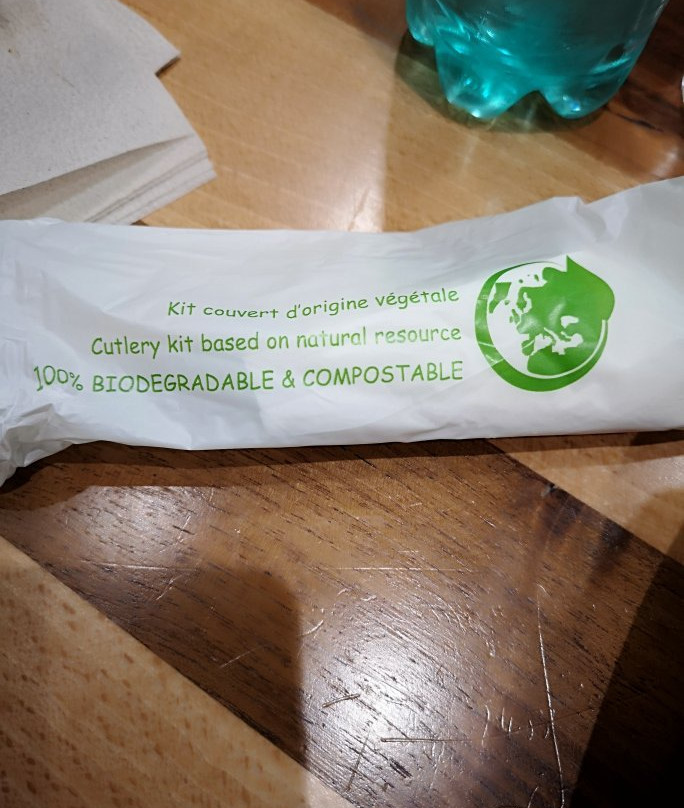 Kit couvert d'origine végétale
Cutlery kit based on natural resource
100% BIODEGRADABLE & COMPOSTABLE